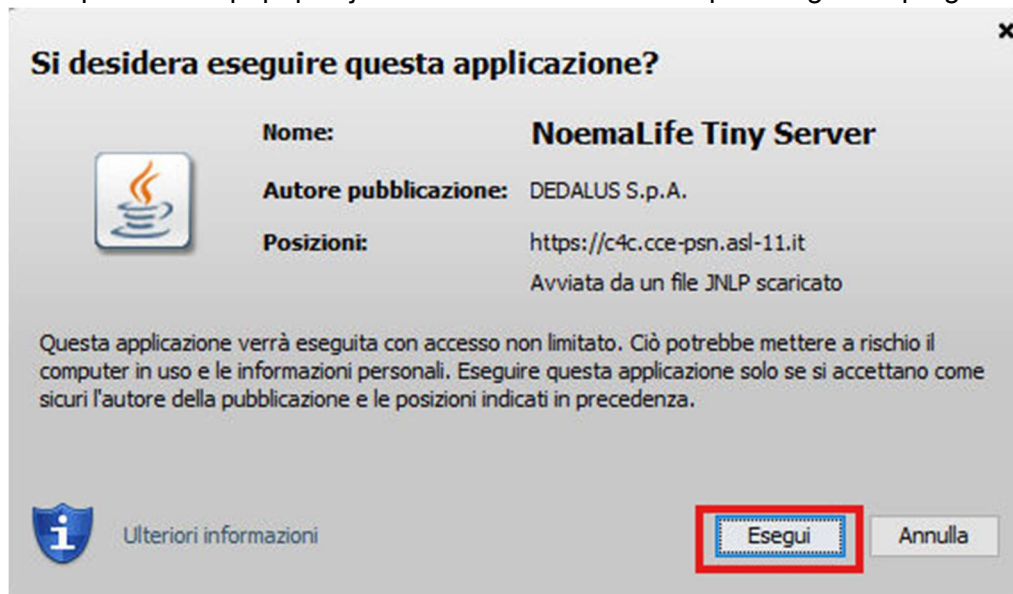 Si desidera eseguire questa applicazione?
Nome: NoemaLife Tiny Server
Autore pubblicazione: DEDALUS S.p.A.
Posizioni: https://c4c.cce-psn.asl-11.it
Avviata da un file JNLP scaricato
Questa applicazione verrà eseguita con accesso non limitato. Ciò potrebbe mettere a rischio il
computer in uso e le informazioni personali. Eseguire questa applicazione solo se si accettano come
sicuri l'autore della pubblicazione e le posizioni indicati in precedenza.
Ulteriori informazioni
Esegui Annulla